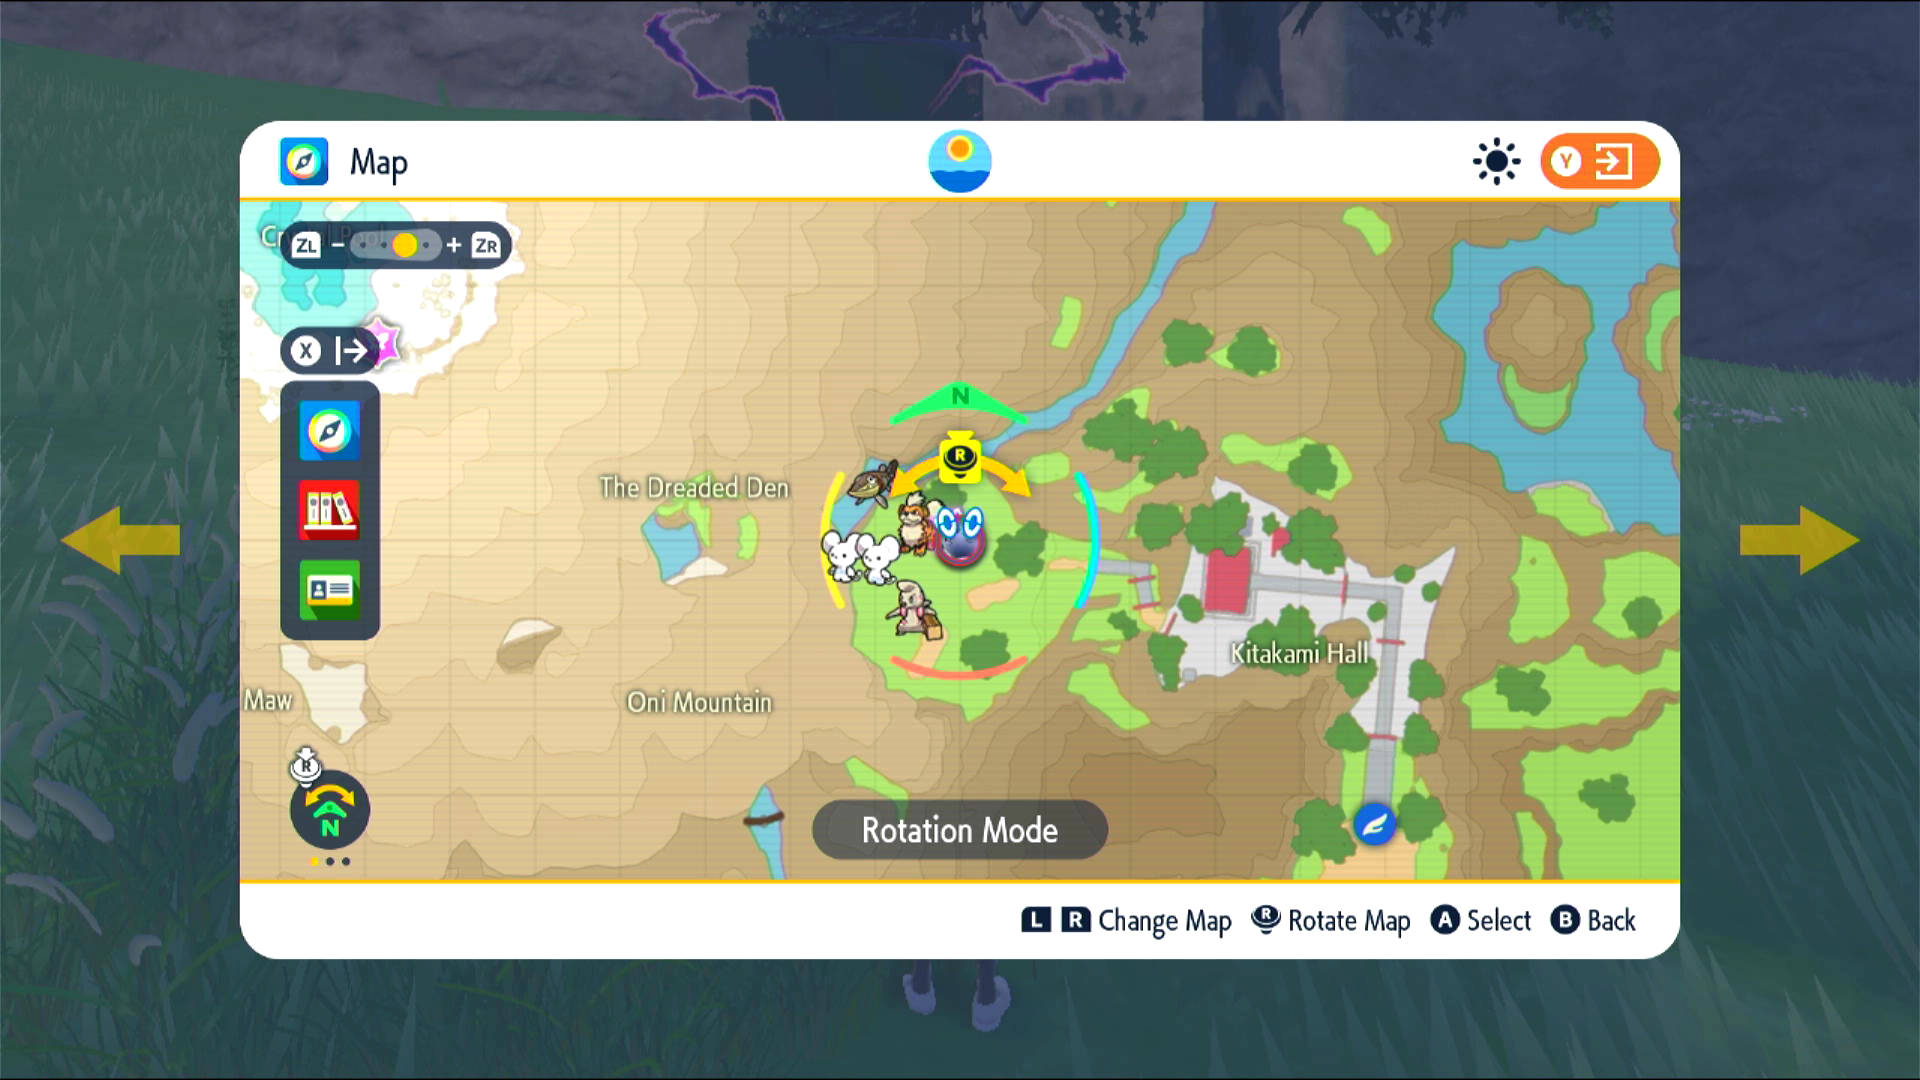 Map
Y
ZL - + ZR
X
N
R
The Dreaded Den
Kitakami Hall
Maw
Oni Mountain
R
N
Rotation Mode
L R Change Map R Rotate Map A Select B Back